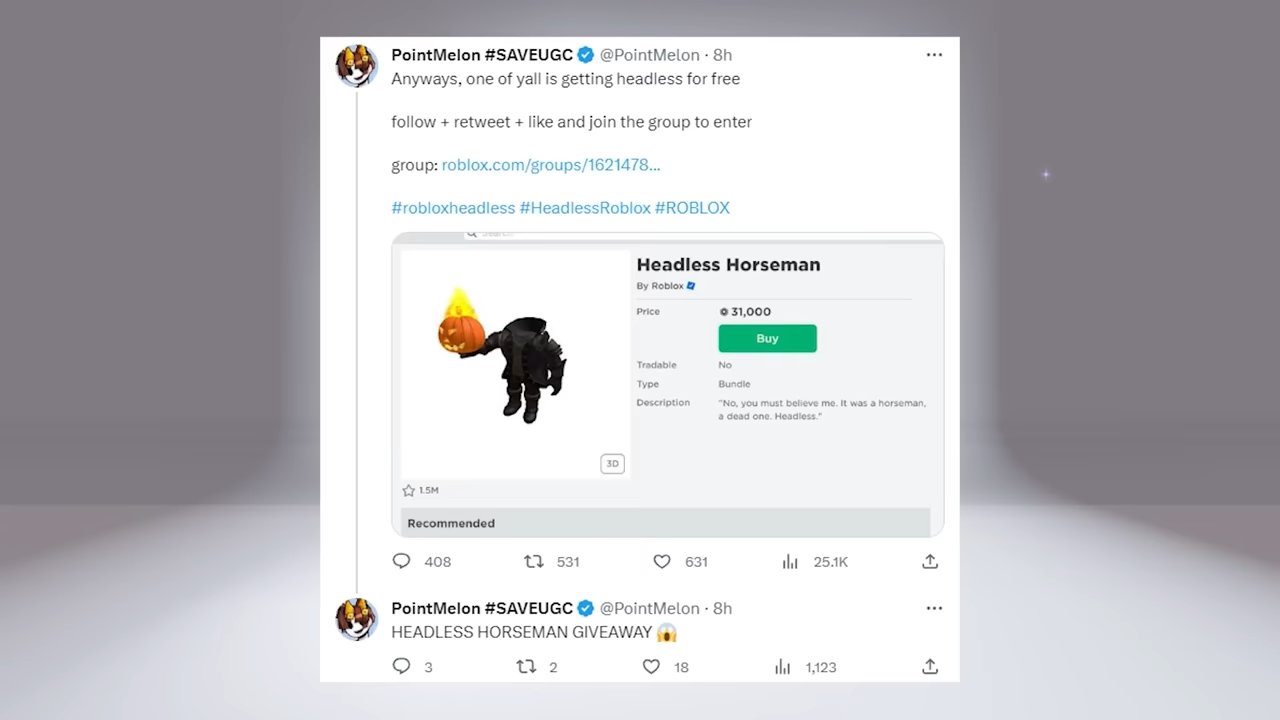 PointMelon #SAVEUGC @PointMelon · 8h
Anyways, one of yall is getting headless for free
follow + retweet + like and join the group to enter
group: roblox.com/groups/1621478...
#robloxheadless #HeadlessRoblox #ROBLOX
Headless Horseman
By Roblox
Price 31,000
Buy
Tradable No
Type Bundle
Description "No, you must believe me. It was a horseman,
a dead one. Headless."
3D
1.5M
Recommended
408 531 631 25.1K
PointMelon #SAVEUGC @PointMelon · 8h
HEADLESS HORSEMAN GIVEAWAY 😱
3 2 18 1,123